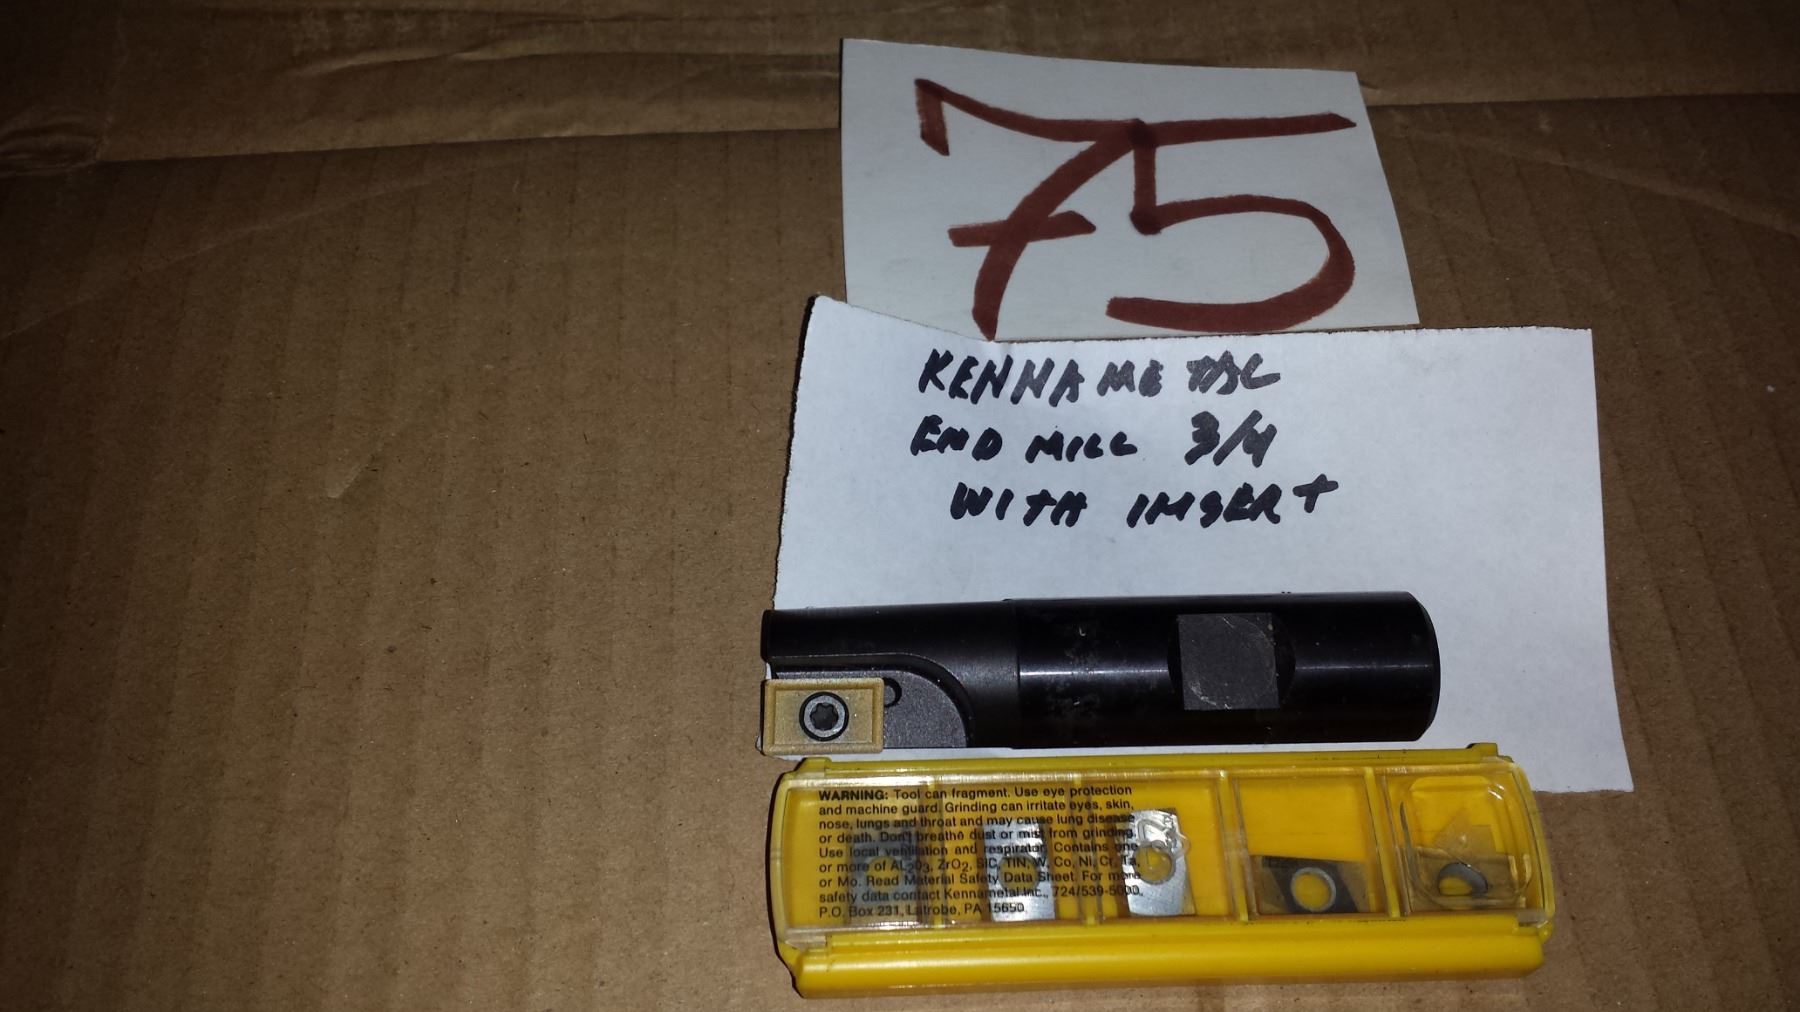 75
KENNAMETAL
END MILL 3/4
WITH INSERT
WARNING: Tool can fragment. Use eye protection
and machine guard. Grinding can irritate eyes, skin,
nose, lungs and throat and may cause lung disease
or death. Don't breathe dust or mist from grinding.
Use local ventilation and respirator. Contains one
or more of AL2O3, ZrO2, SIC, TIN, W, Co, Ni, Cr, Ta,
or Mo. Read Material Safety Data Sheet. For more
safety data contact Kennametal Inc., 724/539-5000,
P.O. Box 231, Latrobe, PA 15650.